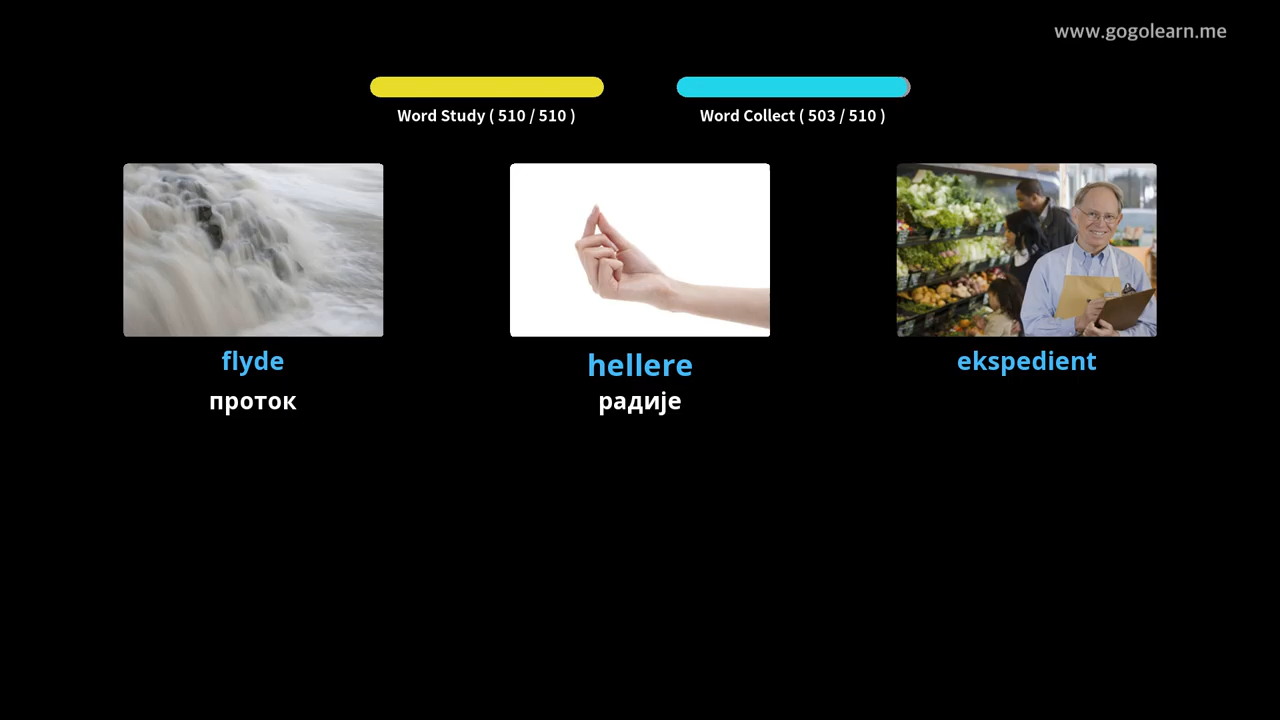 www.gogolearn.me
Word Study ( 510 / 510 )
Word Collect ( 503 / 510 )
flyde
hellere
ekspedient
проток
радије